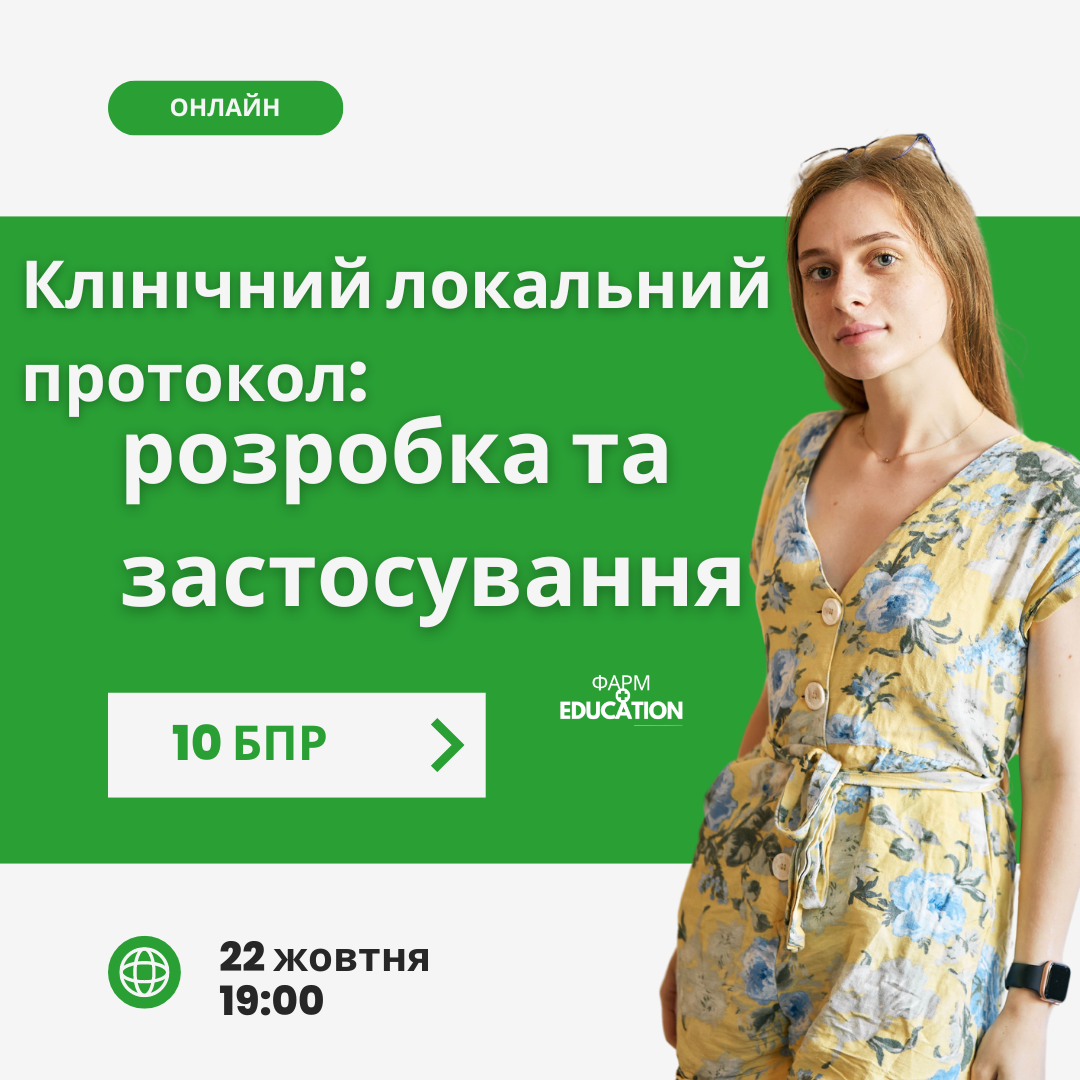 ОНЛАЙН
Клінічний локальний
протокол:
розробка та
застосування
10 БПР
ФАРМ
EDUCATION
22 жовтня
19:00